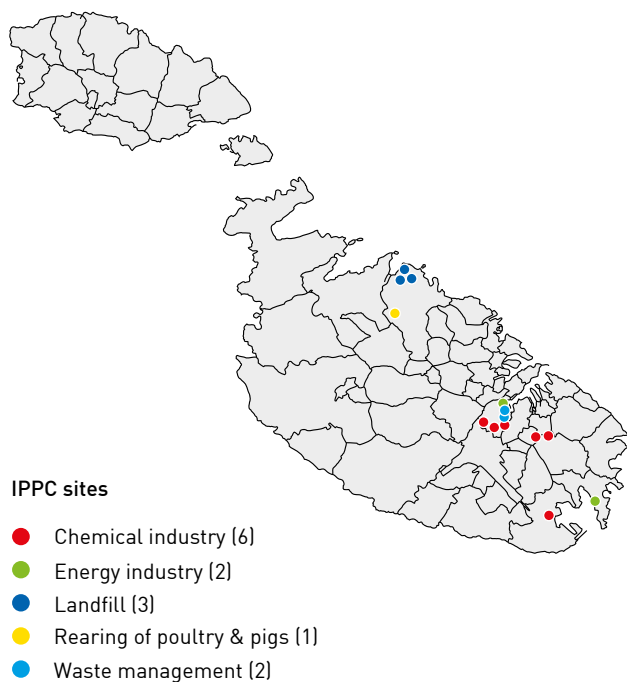 IPPC sites
Chemical industry (6)
Energy industry (2)
Landfill (3)
Rearing of poultry & pigs (1)
Waste management (2)